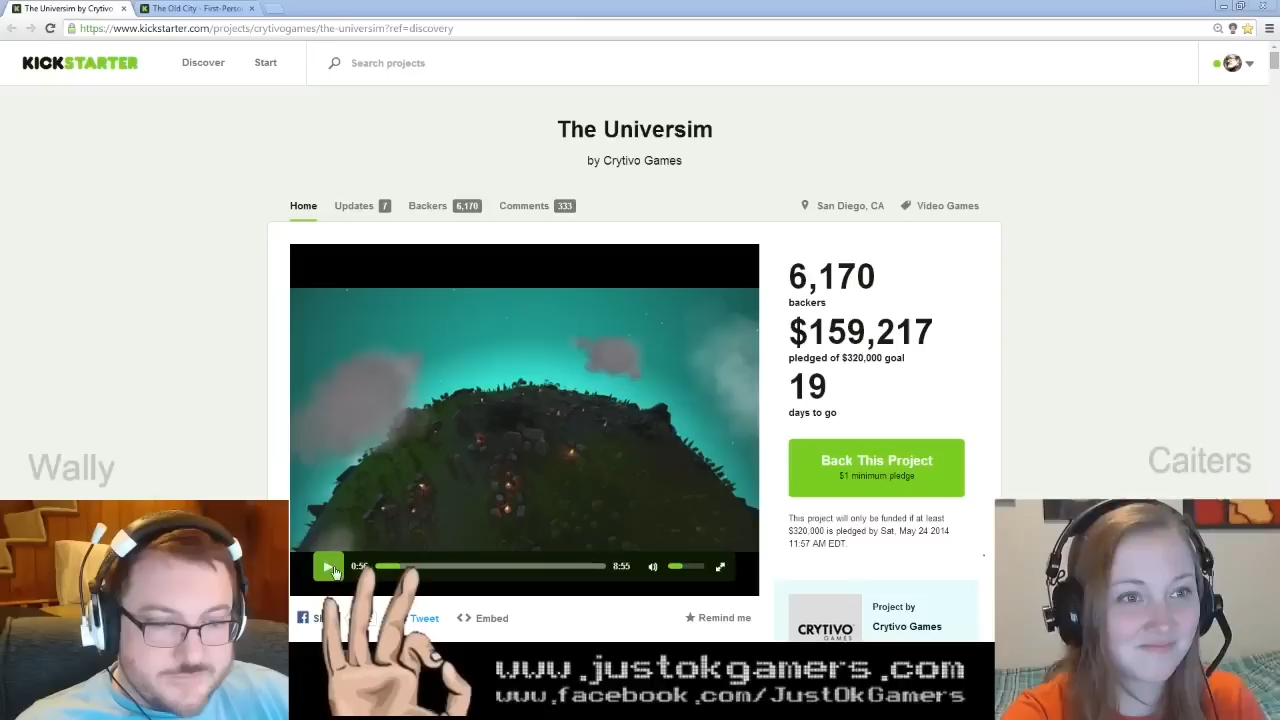 The Universim by Crytivo
The Old City - First-Perso
https://www.kickstarter.com/projects/crytivogames/the-universim?ref=discovery
KICKSTARTER
Discover
Start
Search projects
The Universim
by Crytivo Games
Home
Updates 7
Backers 6,170
Comments 333
San Diego, CA
Video Games
6,170
backers
$159,217
pledged of $320,000 goal
19
days to go
Back This Project
$1 minimum pledge
This project will only be funded if at least
$320,000 is pledged by Sat, May 24 2014
11:57 AM EDT.
Wally
Caiters
0:56
8:55
Tweet
Embed
Remind me
CRYTIVO
GAMES
Project by
Crytivo Games
www.justokgamers.com
www.facebook.com/JustOkGamers